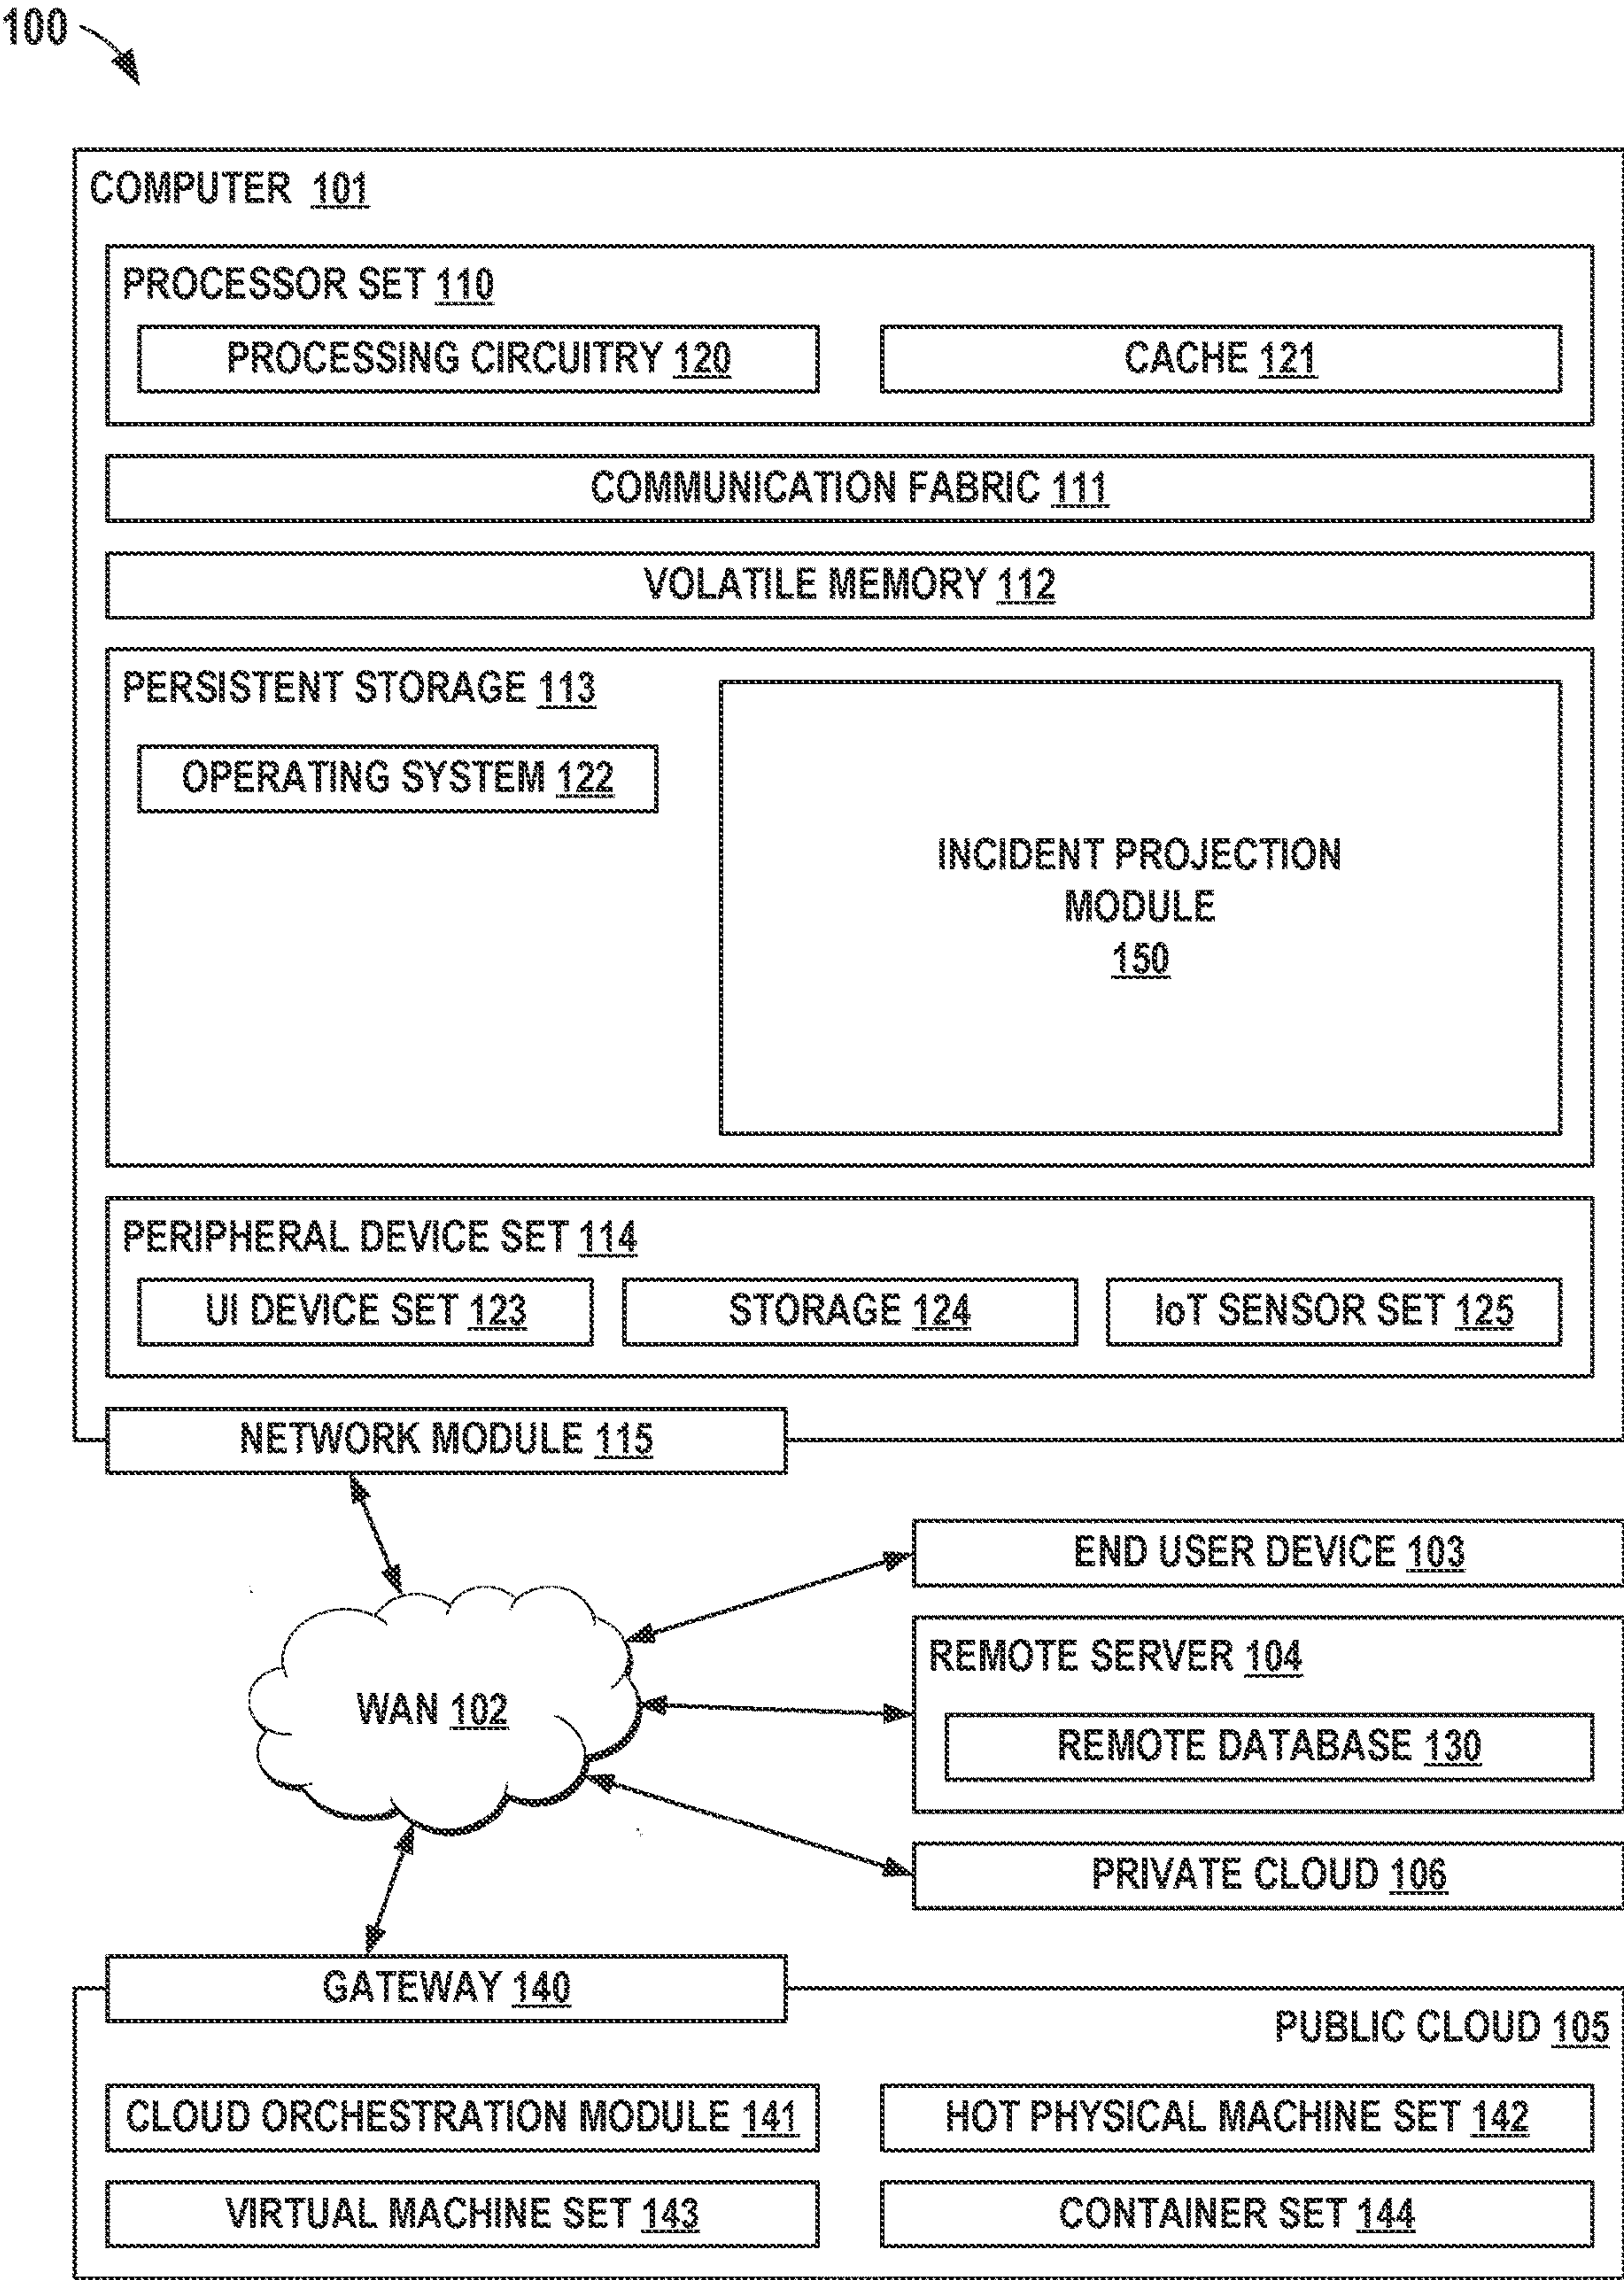 100
COMPUTER 101
PROCESSOR SET 110
PROCESSING CIRCUITRY 120
CACHE 121
COMMUNICATION FABRIC 111
VOLATILE MEMORY 112
PERSISTENT STORAGE 113
OPERATING SYSTEM 122
INCIDENT PROJECTION
MODULE
150
PERIPHERAL DEVICE SET 114
UI DEVICE SET 123
STORAGE 124
IoT SENSOR SET 125
NETWORK MODULE 115
END USER DEVICE 103
REMOTE SERVER 104
WAN 102
REMOTE DATABASE 130
PRIVATE CLOUD 106
GATEWAY 140
PUBLIC CLOUD 105
CLOUD ORCHESTRATION MODULE 141
HOT PHYSICAL MACHINE SET 142
VIRTUAL MACHINE SET 143
CONTAINER SET 144